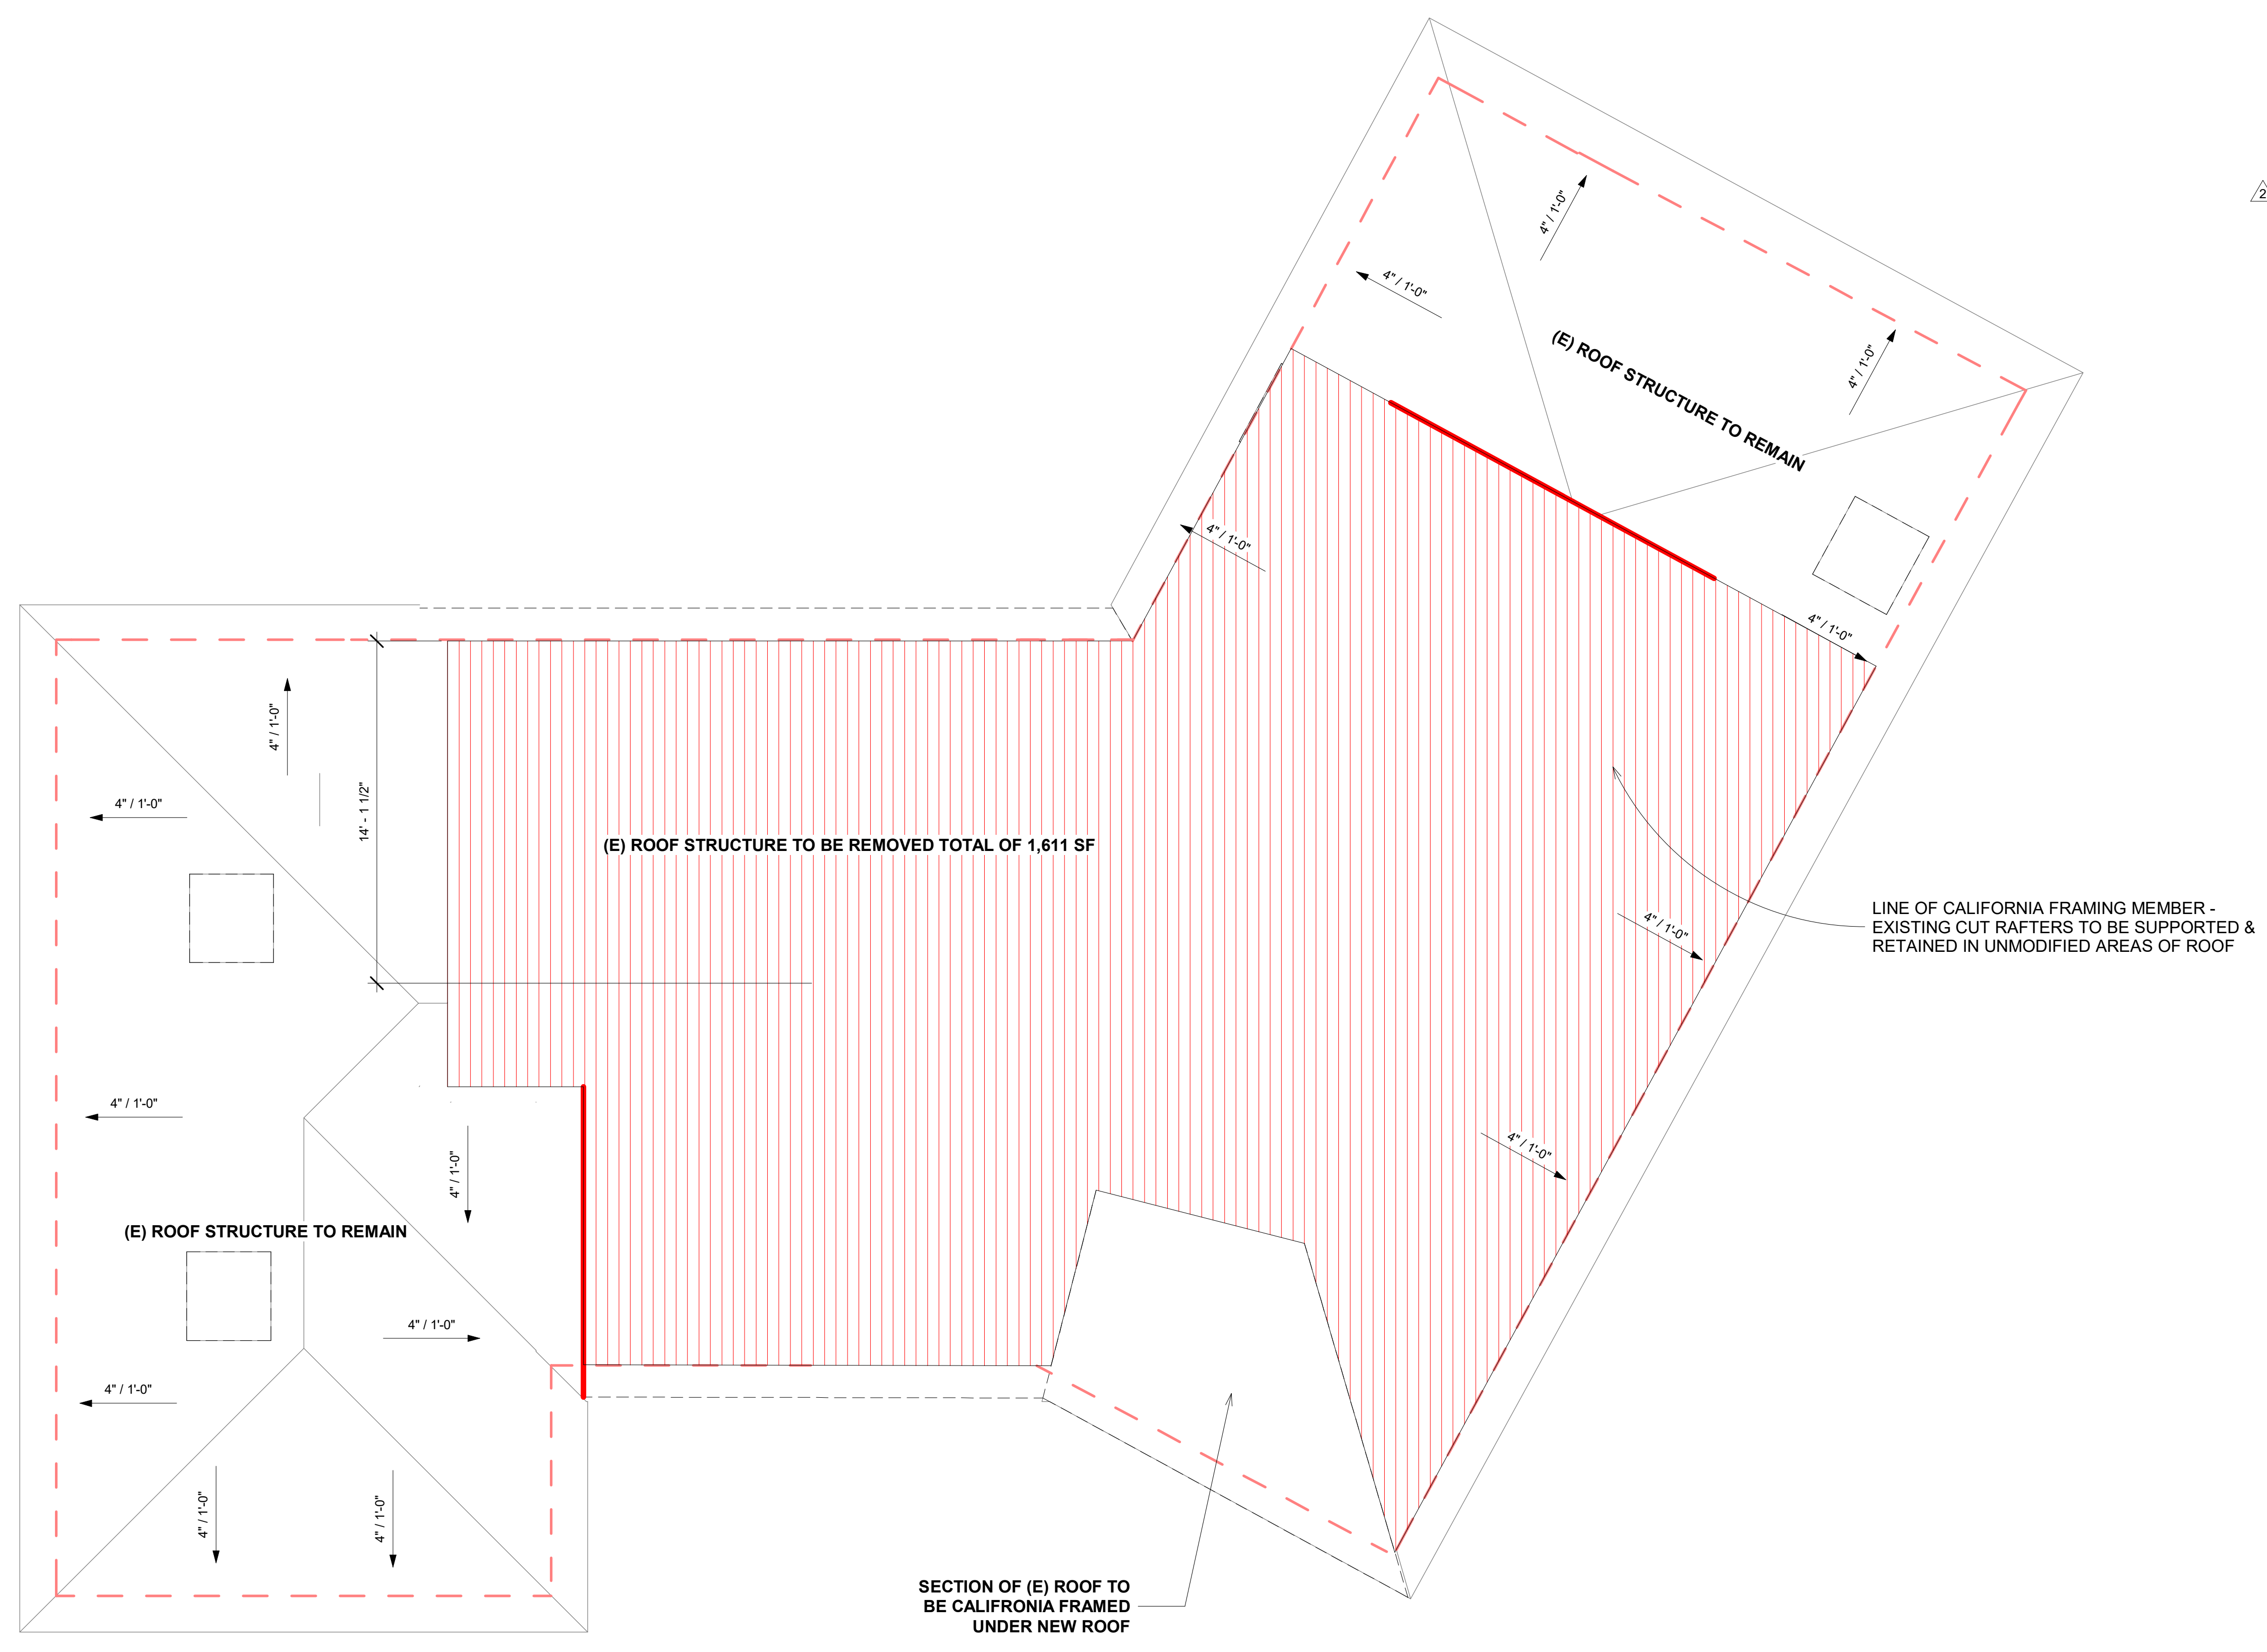 2
4" / 1'-0"
4" / 1'-0"
4" / 1'-0"
(E) ROOF STRUCTURE TO REMAIN
4" / 1'-0"
4" / 1'-0"
4" / 1'-0"
4" / 1'-0"
14' - 1 1/2"
4" / 1'-0"
(E) ROOF STRUCTURE TO BE REMOVED TOTAL OF 1,611 SF
LINE OF CALIFORNIA FRAMING MEMBER -
EXISTING CUT RAFTERS TO BE SUPPORTED &
RETAINED IN UNMODIFIED AREAS OF ROOF
4" / 1'-0"
4" / 1'-0"
4" / 1'-0"
4" / 1'-0"
(E) ROOF STRUCTURE TO REMAIN
4" / 1'-0"
4" / 1'-0"
4" / 1'-0"
4" / 1'-0"
SECTION OF (E) ROOF TO
BE CALIFRONIA FRAMED
UNDER NEW ROOF